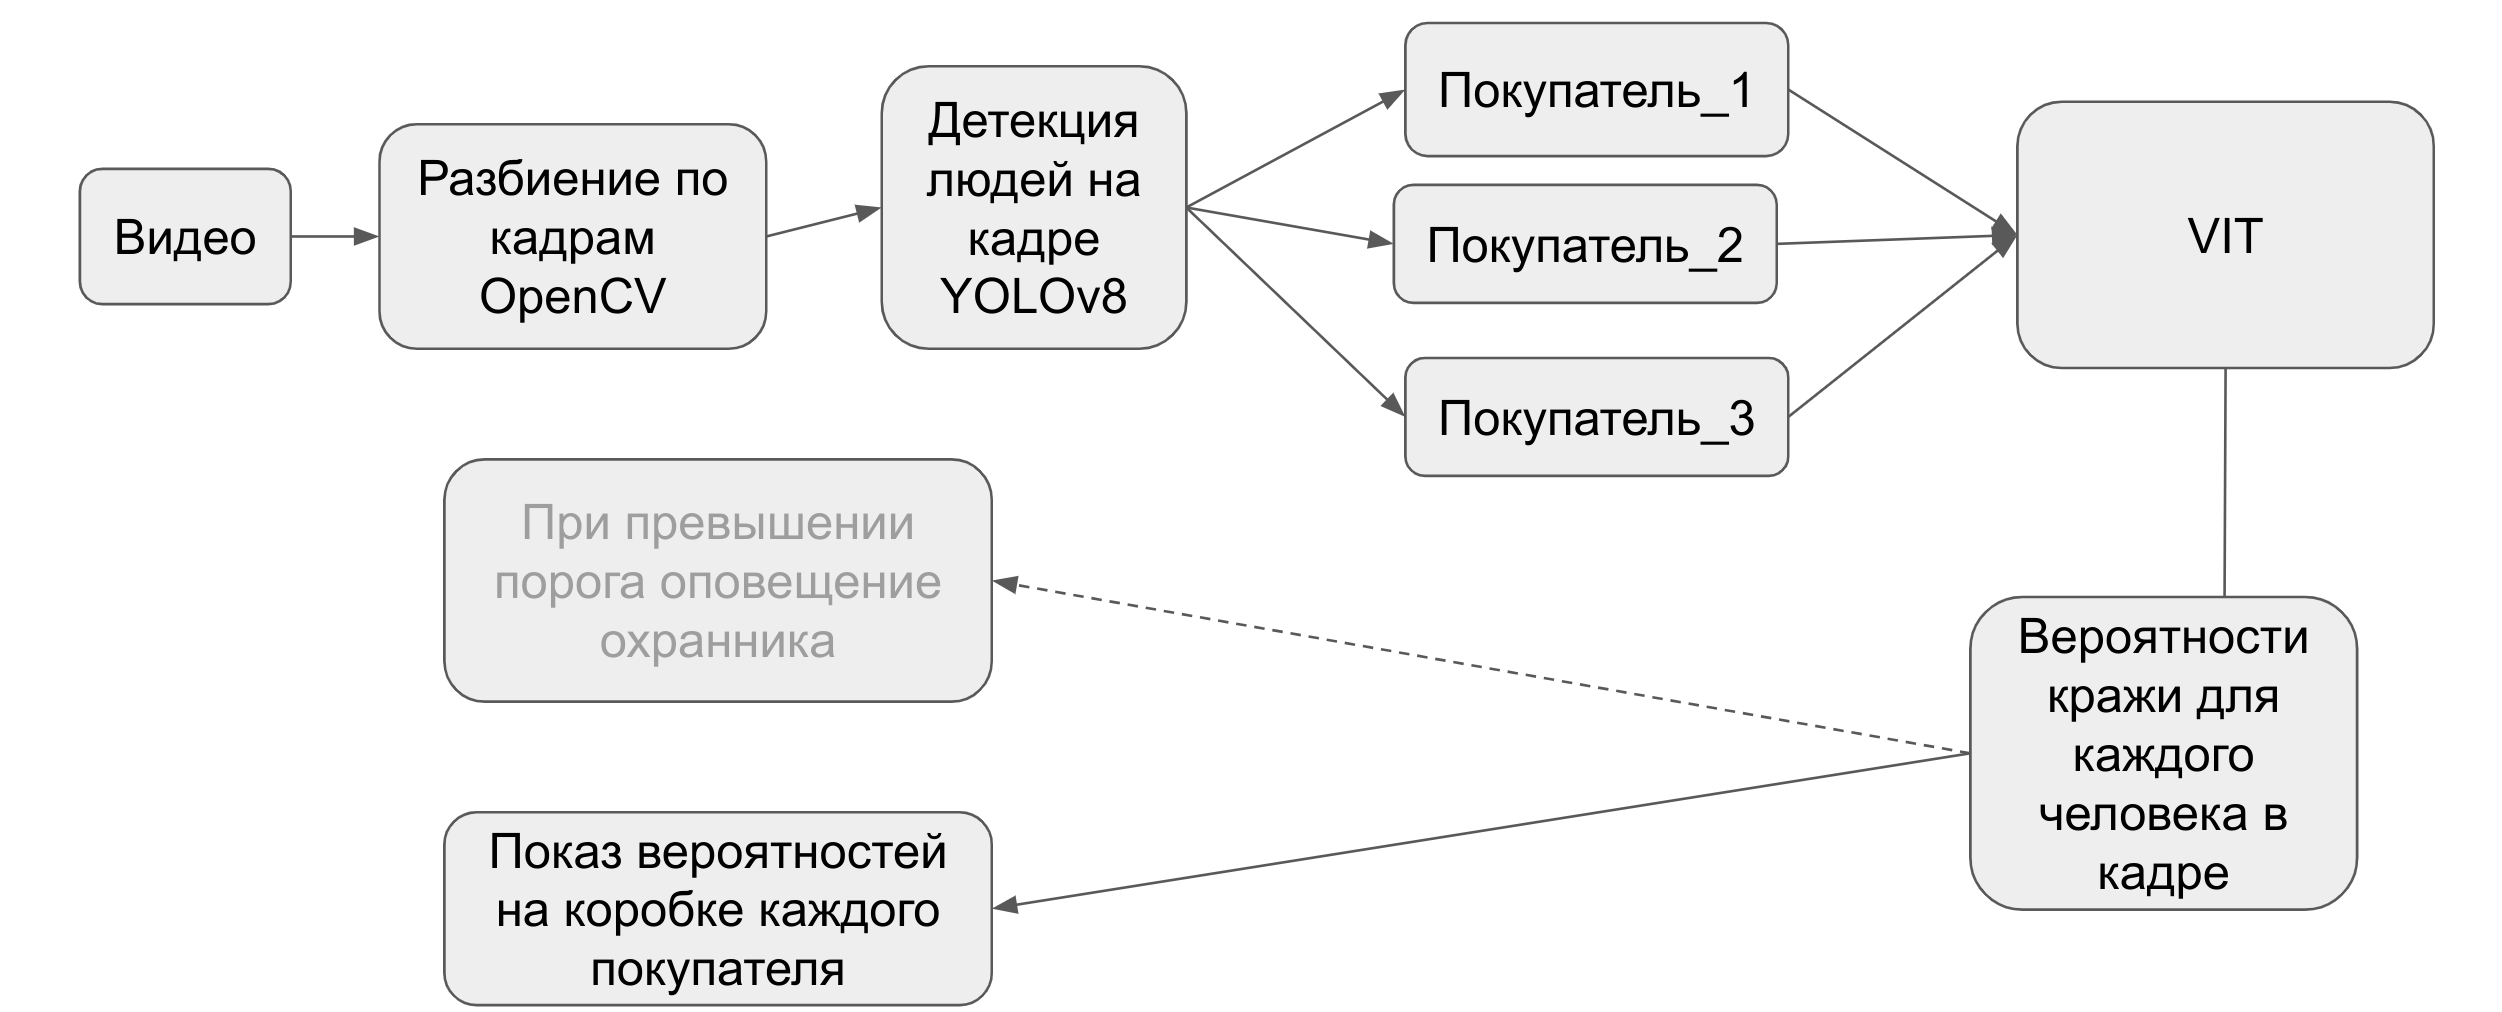 Видео
Разбиение по
кадрам
OpenCV
Детекция
людей на
кадре
YOLOv8
Покупатель_1
Покупатель_2
Покупатель_3
VIT
При превышении
порога оповещение
охранника
Вероятности
кражи для
каждого
человека в
кадре
Показ вероятностей
на коробке каждого
покупателя